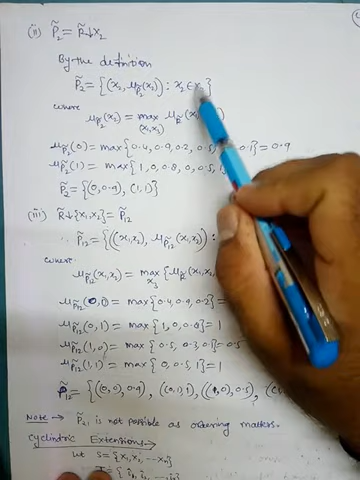 ii) P̃₂ = R̃↓X₂
By the definition
P̃₂ = {(x₂, μP̃₂(x₂)) : x₂ ∈ X₂}
where
μP̃₂(x₂) = max (x₁,x₃) μR̃(x₁,
μP̃₂(0) = max{0.4, 0.9, 0.2, 0.5, 0.1} = 0.9
μP̃₂(1) = max{1, 0, 0.8, 0, 0.5, 1
P̃₂ = {(0, 0.9), (1, 1)}
(iii) R̃↓{x₁,x₂} = P̃₁₂
∴ P̃₁₂ = {((x₁,x₂), μP̃₁₂(x₁,x₂)) :
where
μP̃₁₂(x₁,x₂) = max x₃ {μR̃(x₁,x₂,
μP̃₁₂(0,0) = max{0.4, 0.9, 0.2} =
μP̃₁₂(0,1) = max{1, 0, 0.8} = 1
μP̃₁₂(1,0) = max{0.5, 0.3, 0.1} = 0.5
μP̃₁₂(1,1) = max{0, 0.5, 1} = 1
P̃₁₂ = {((0,0), 0.9), ((0,1) 1), ((1,0), 0.5), ((1
Note → P̃₂₁ is not possible as ordering matters.
Cyclindric Extension →
Let S = {x₁, x₂, ... xₙ}